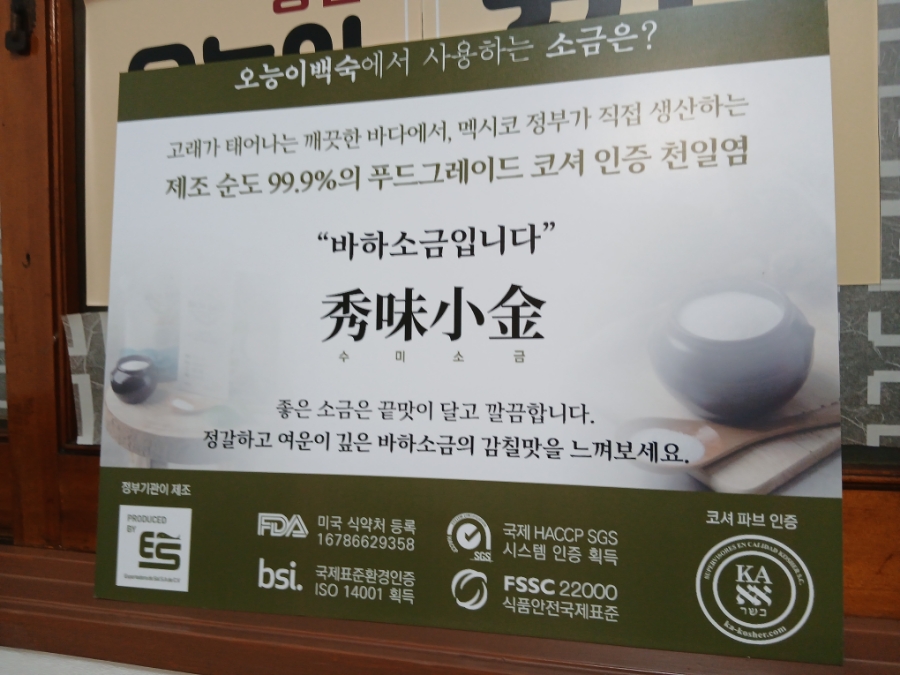 오능이백숙에서 사용하는 소금은?
고래가 태어나는 깨끗한 바다에서, 멕시코 정부가 직접 생산하는
제조 순도 99.9%의 푸드그레이드 코셔 인증 천일염
“바하소금입니다”
秀味小金
수 미 소 금
좋은 소금은 끝맛이 달고 깔끔합니다.
정갈하고 여운이 깊은 바하소금의 감칠맛을 느껴보세요.
정부기관이 제조
PRODUCED
BY
ES
FDA 미국 식약처 등록
16786629358
bsi. 국제표준환경인증
ISO 14001 획득
SGS
국제 HACCP SGS
시스템 인증 획득
FSSC 22000
식품안전국제표준
코셔 파브 인증
SUPERVISORES EN CALIDAD KOSHER S.C.
KA
כשר
ka-kosher.com